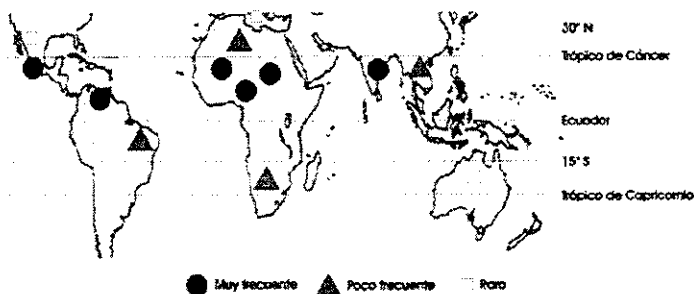 30° N
Trópico de Cáncer
Ecuador
15° S
Trópico de Capricornio
Muy frecuente
Poco frecuente
Raro